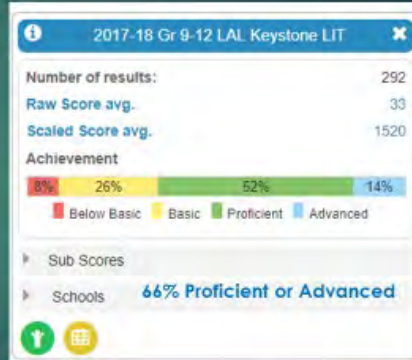 2017-18 Gr 9-12 LAL Keystone LIT
Number of results: 292
Raw Score avg. 33
Scaled Score avg. 1520
Achievement
8% 26% 52% 14%
Below Basic Basic Proficient Advanced
Sub Scores
Schools 66% Proficient or Advanced